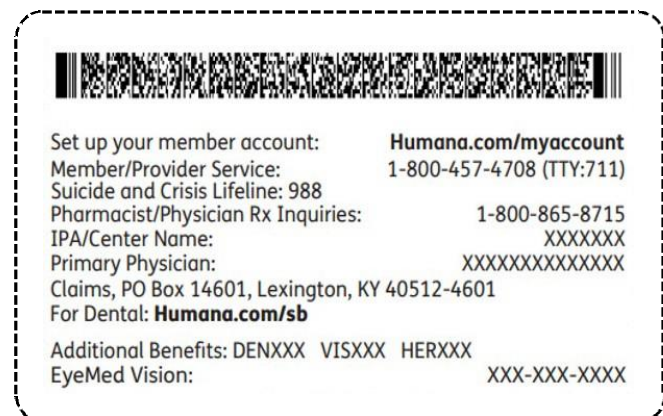 Set up your member account: Humana.com/myaccount
Member/Provider Service: 1-800-457-4708 (TTY:711)
Suicide and Crisis Lifeline: 988
Pharmacist/Physician Rx Inquiries: 1-800-865-8715
IPA/Center Name: XXXXXXX
Primary Physician: XXXXXXXXXXXXXX
Claims, PO Box 14601, Lexington, KY 40512-4601
For Dental: Humana.com/sb
Additional Benefits: DENXXX VISXXX HERXXX
EyeMed Vision: XXX-XXX-XXXX